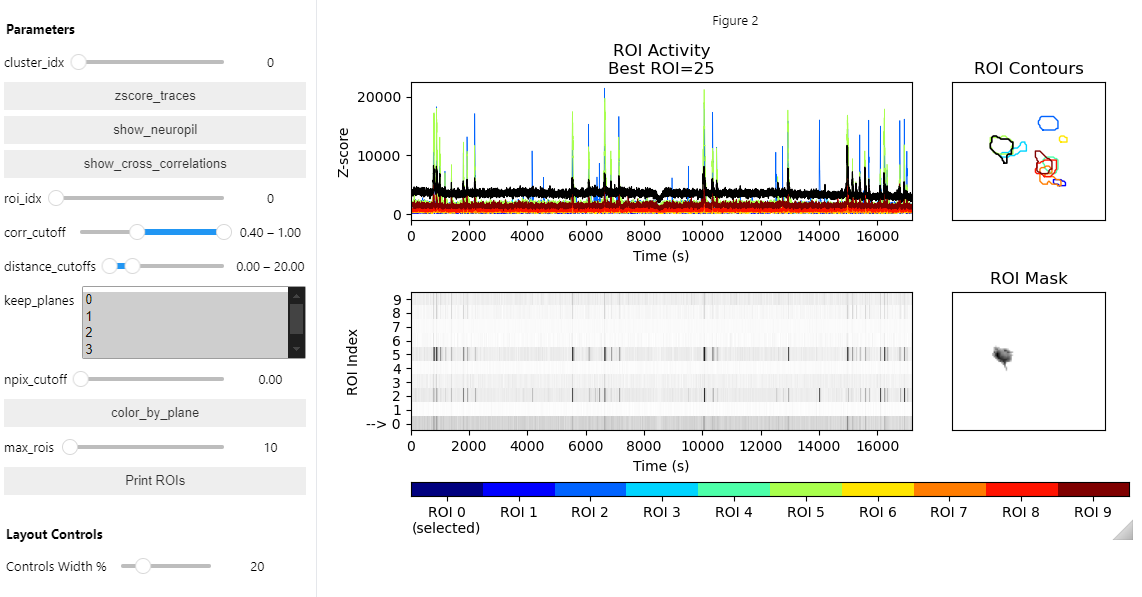 Parameters
cluster_idx 0
zscore_traces
show_neuropil
show_cross_correlations
roi_idx 0
corr_cutoff 0.40 – 1.00
distance_cutoffs 0.00 – 20.00
keep_planes 0
1
2
3
npix_cutoff 0.00
color_by_plane
max_rois 10
Print ROIs
Layout Controls
Controls Width % 20
Figure 2
ROI Activity
Best ROI=25
Z-score
20000
10000
0
0 2000 4000 6000 8000 10000 12000 14000 16000
Time (s)
ROI Contours
ROI Index
9
8
7
6
5
4
3
2
1
--> 0
0 2000 4000 6000 8000 10000 12000 14000 16000
Time (s)
ROI Mask
ROI 0 ROI 1 ROI 2 ROI 3 ROI 4 ROI 5 ROI 6 ROI 7 ROI 8 ROI 9
(selected)